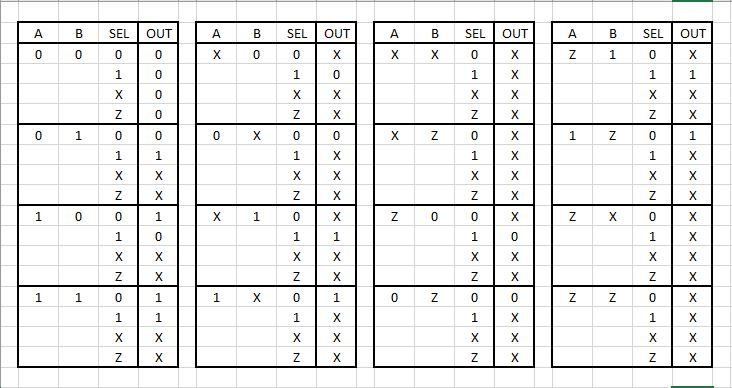 A B SEL OUT A B SEL OUT A B SEL OUT A B SEL OUT
0 0 0 0 X 0 0 X X X 0 X Z 1 0 X
1 0 1 0 1 X 1 1
X 0 X X X X X X
Z 0 Z X Z X Z X
0 1 0 0 0 X 0 0 X Z 0 X 1 Z 0 1
1 1 1 X 1 X 1 X
X X X X X X X X
Z X Z X Z X Z X
1 0 0 1 X 1 0 X Z 0 0 X Z X 0 X
1 0 1 1 1 0 1 X
X X X X X X X X
Z X Z X Z X Z X
1 1 0 1 1 X 0 1 0 Z 0 0 Z Z 0 X
1 1 1 X 1 X 1 X
X X X X X X X X
Z X Z X Z X Z X